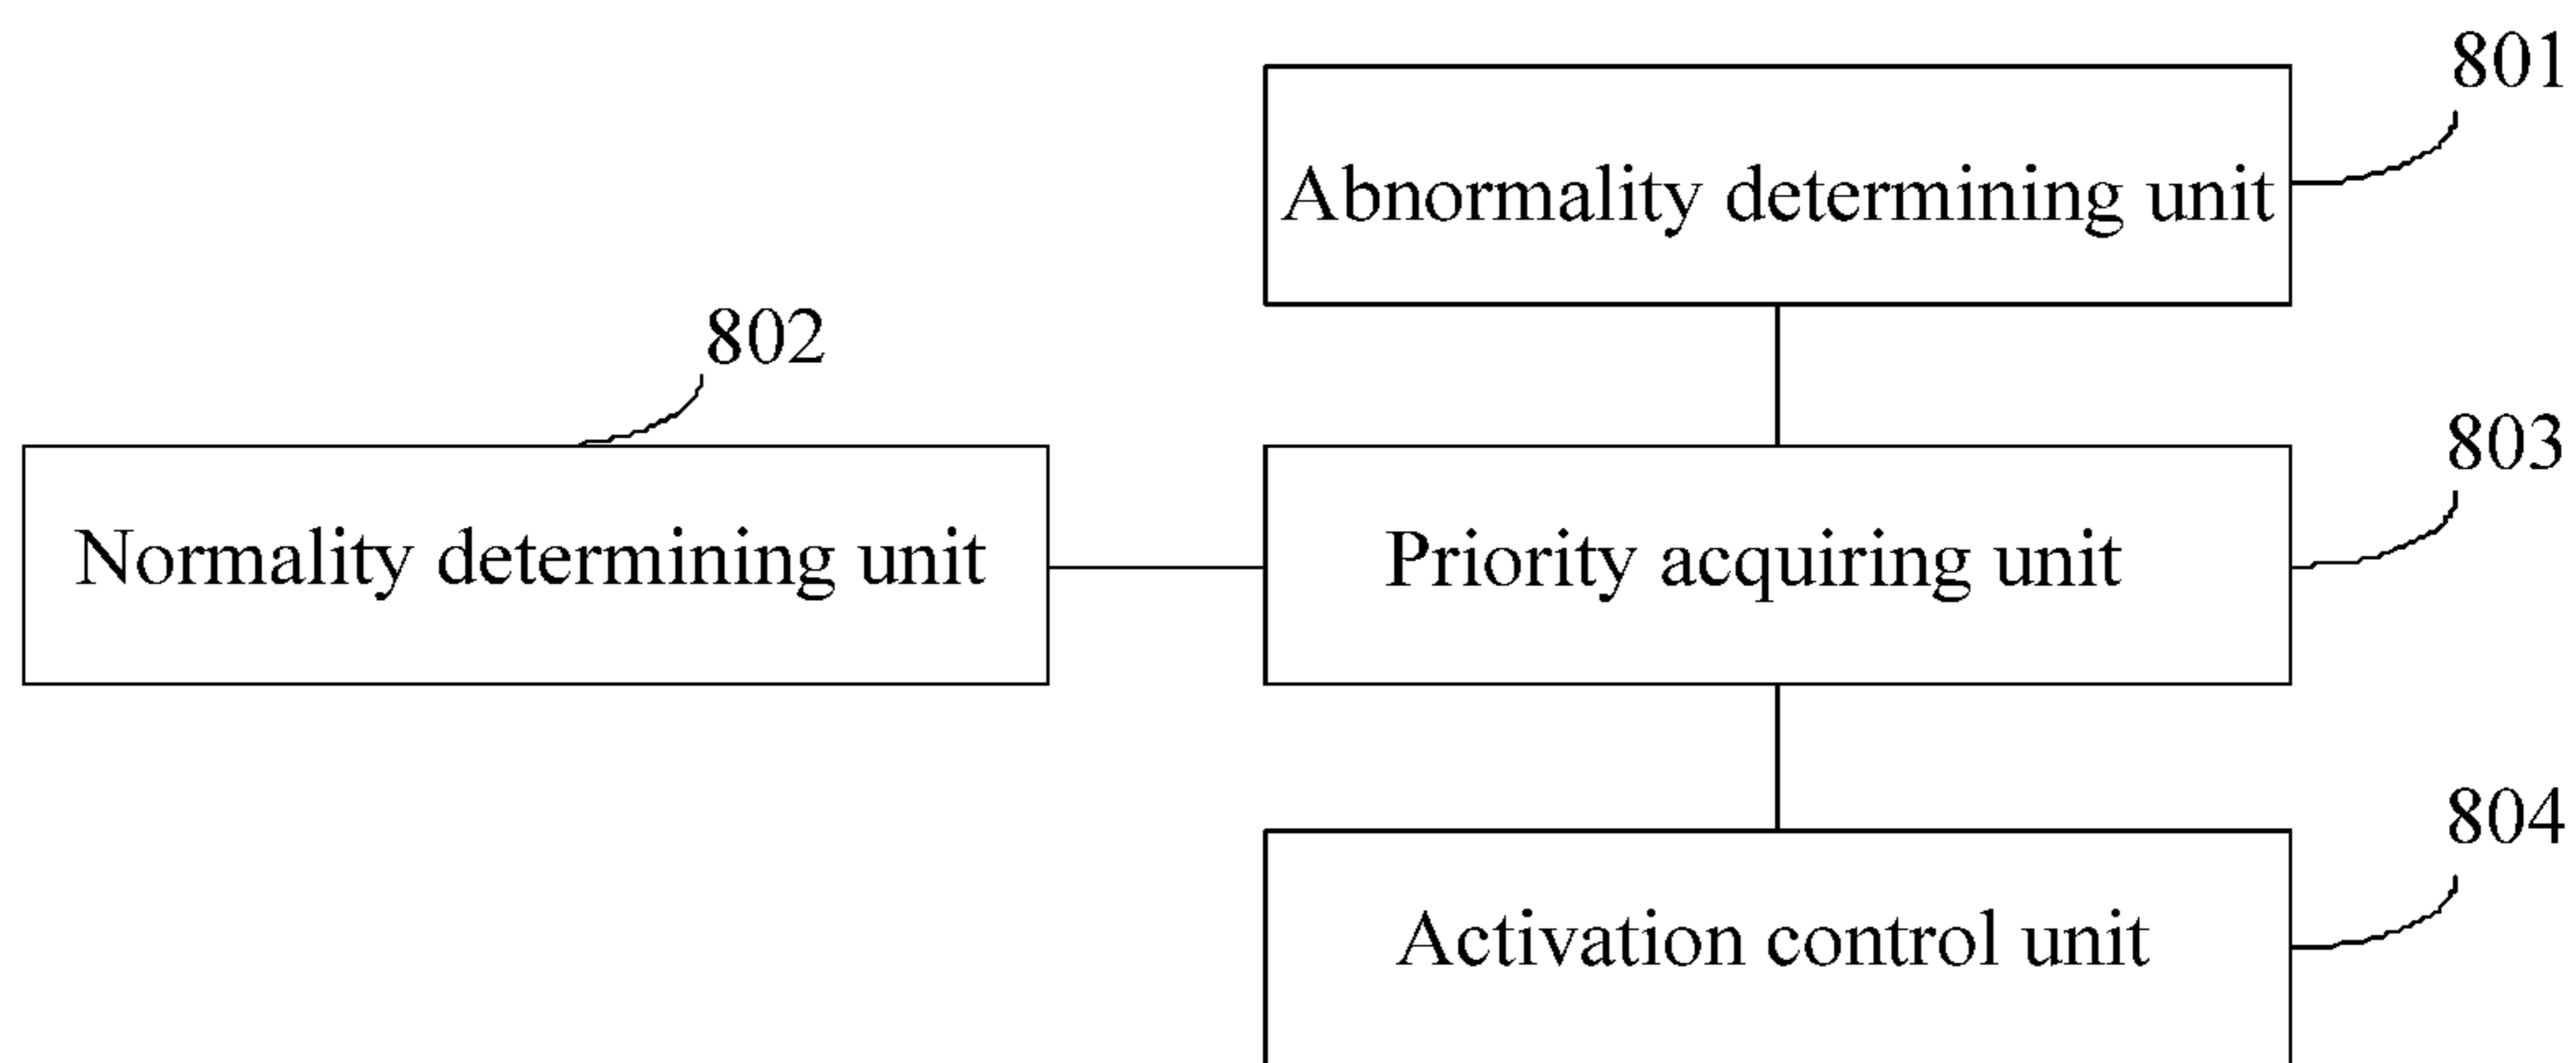 801
Abnormality determining unit
802
803
Normality determining unit
Priority acquiring unit
804
Activation control unit